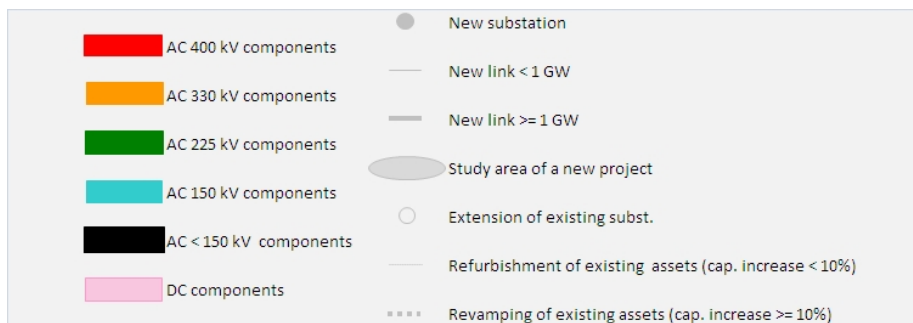 AC 400 kV components
AC 330 kV components
AC 225 kV components
AC 150 kV components
AC < 150 kV components
DC components
New substation
New link < 1 GW
New link >= 1 GW
Study area of a new project
Extension of existing subst.
Refurbishment of existing assets (cap. increase < 10%)
Revamping of existing assets (cap. increase >= 10%)